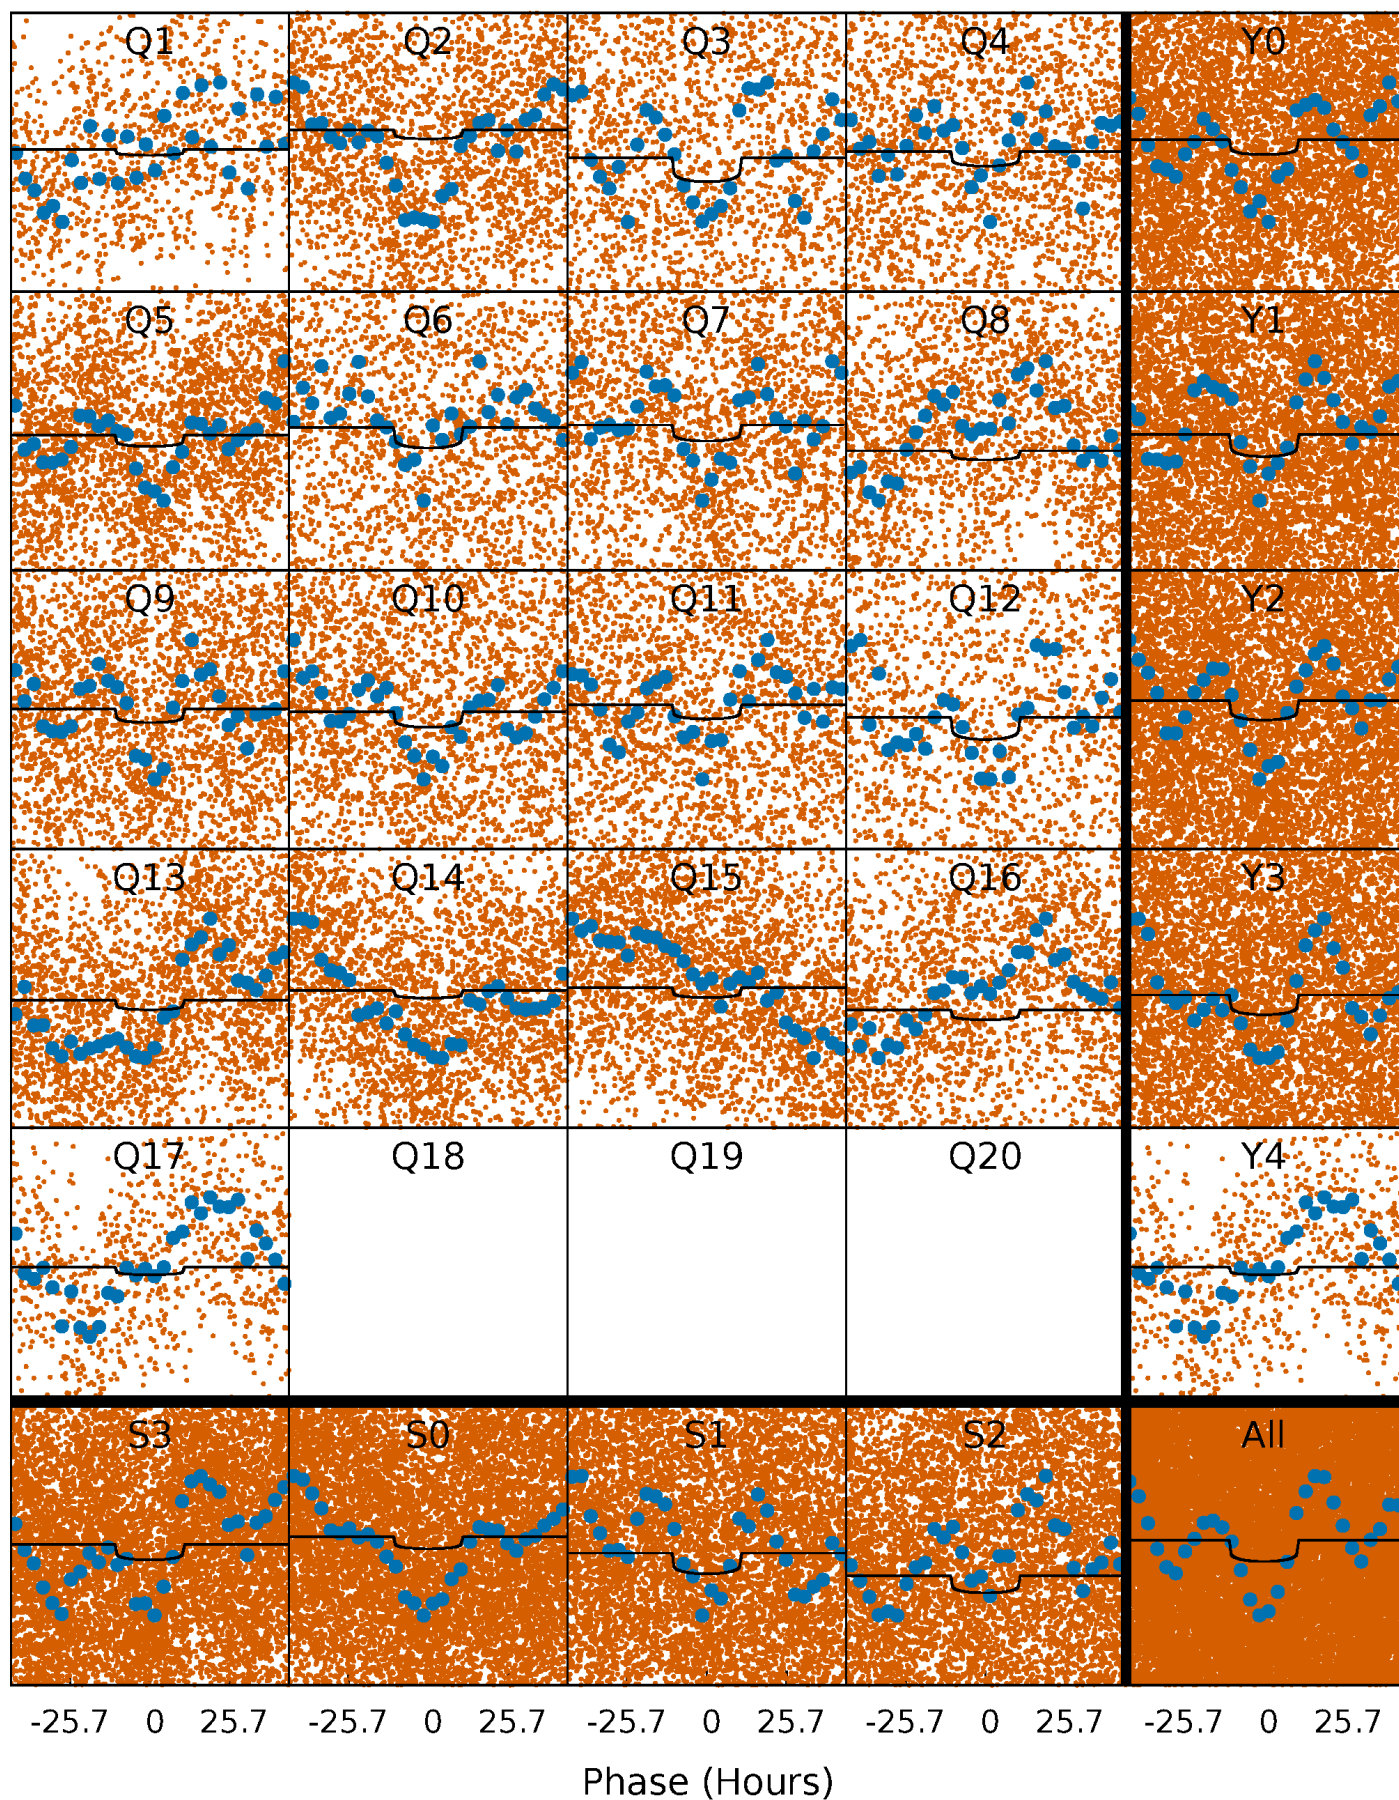 Q1 Q2 Q3 Q4 Y0
Q5 Q6 Q7 Q8 Y1
Q9 Q10 Q11 Q12 Y2
Q13 Q14 Q15 Q16 Y3
Q17 Q18 Q19 Q20 Y4
S3 S0 S1 S2 All
-25.7 0 25.7 -25.7 0 25.7 -25.7 0 25.7 -25.7 0 25.7 -25.7 0 25.7
Phase (Hours)